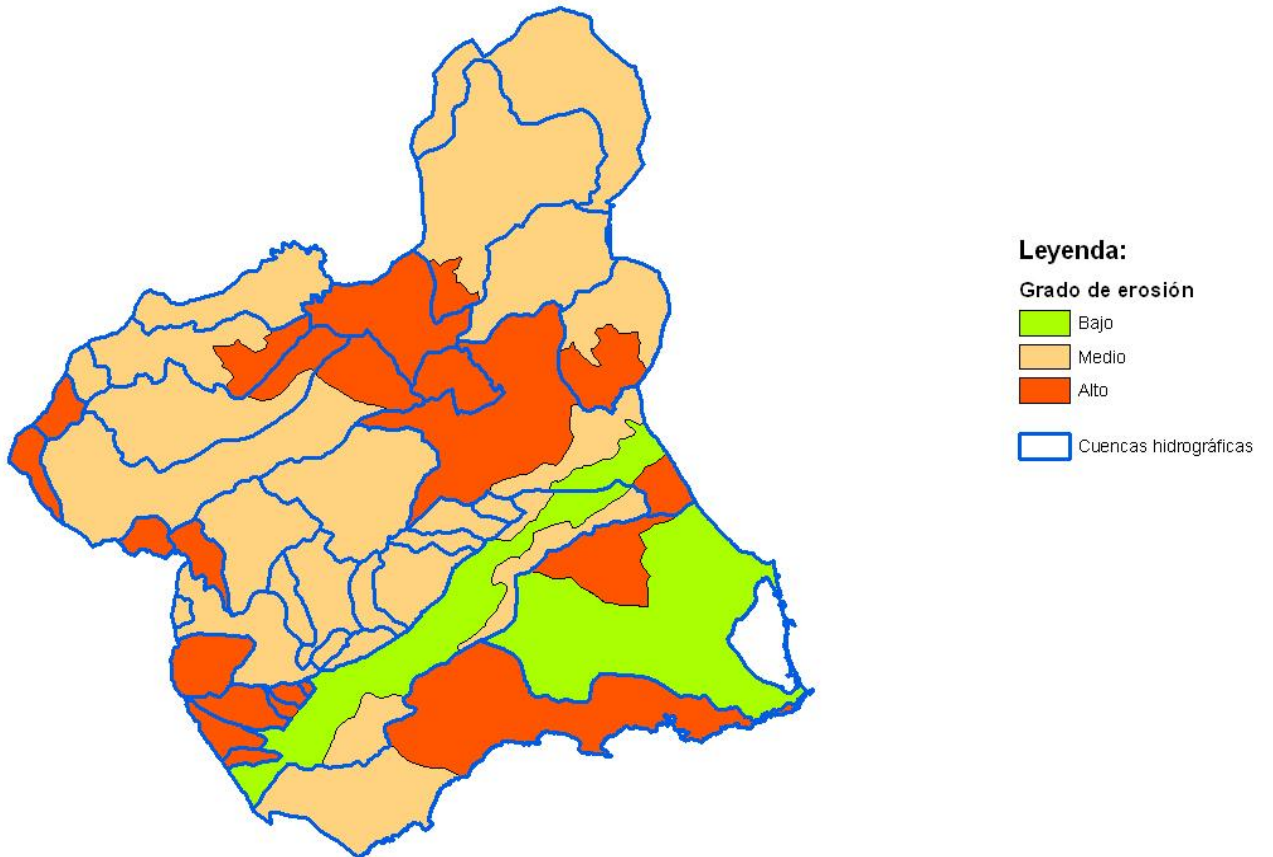 Leyenda:
Grado de erosión
Bajo
Medio
Alto
Cuencas hidrográficas